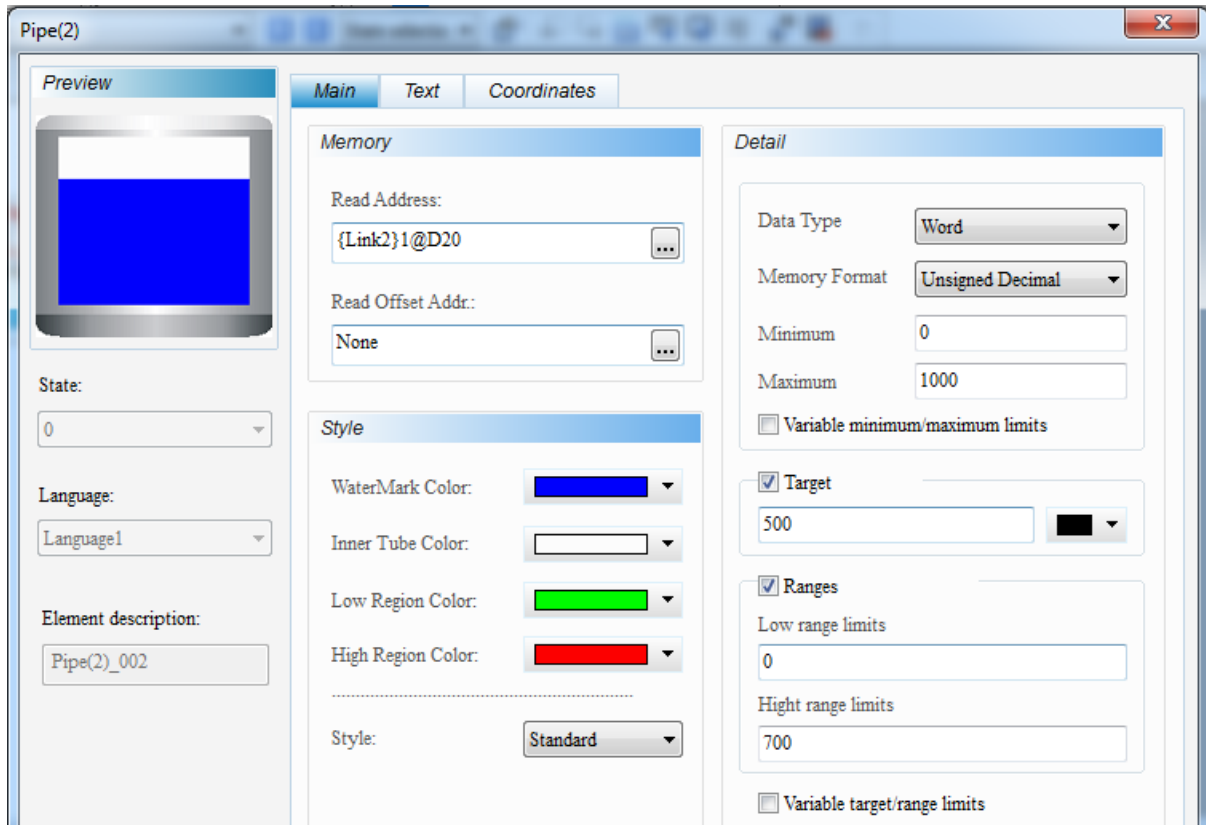 Pipe(2)
Preview
Main Text Coordinates
Memory
Read Address:
{Link2}1@D20
...
Read Offset Addr.:
None
...
State:
0
Language:
Language1
Element description:
Pipe(2)_002
Style
WaterMark Color:
Inner Tube Color:
Low Region Color:
High Region Color:
Style:
Standard
Detail
Data Type
Word
Memory Format
Unsigned Decimal
Minimum
0
Maximum
1000
Variable minimum/maximum limits
Target
500
Ranges
Low range limits
0
Hight range limits
700
Variable target/range limits